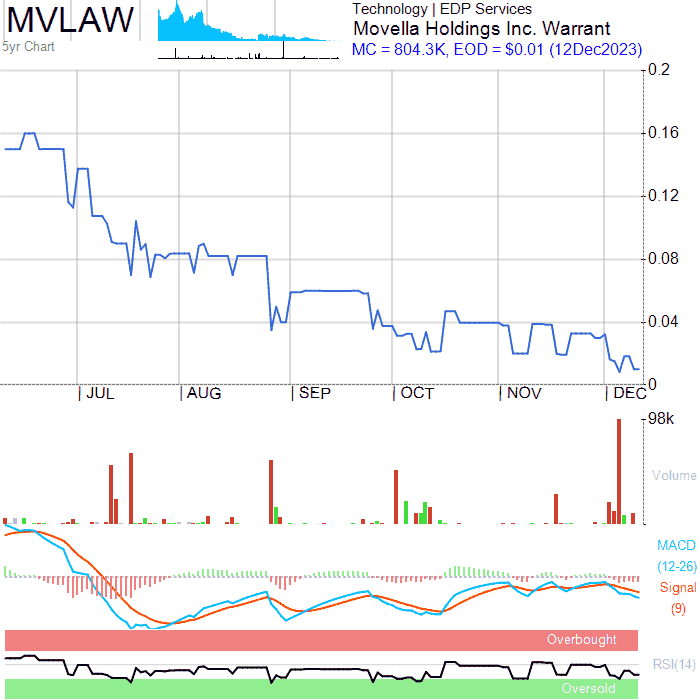 MVLAW
5yr Chart
Technology | EDP Services
Movella Holdings Inc. Warrant
MC = 804.3K, EOD = $0.01 (12Dec2023)
0.2
0.16
0.12
0.08
0.04
0
JUL AUG SEP OCT NOV DEC
98k
Volume
MACD
(12-26)
Signal
(9)
Overbought
RSI(14)
Oversold